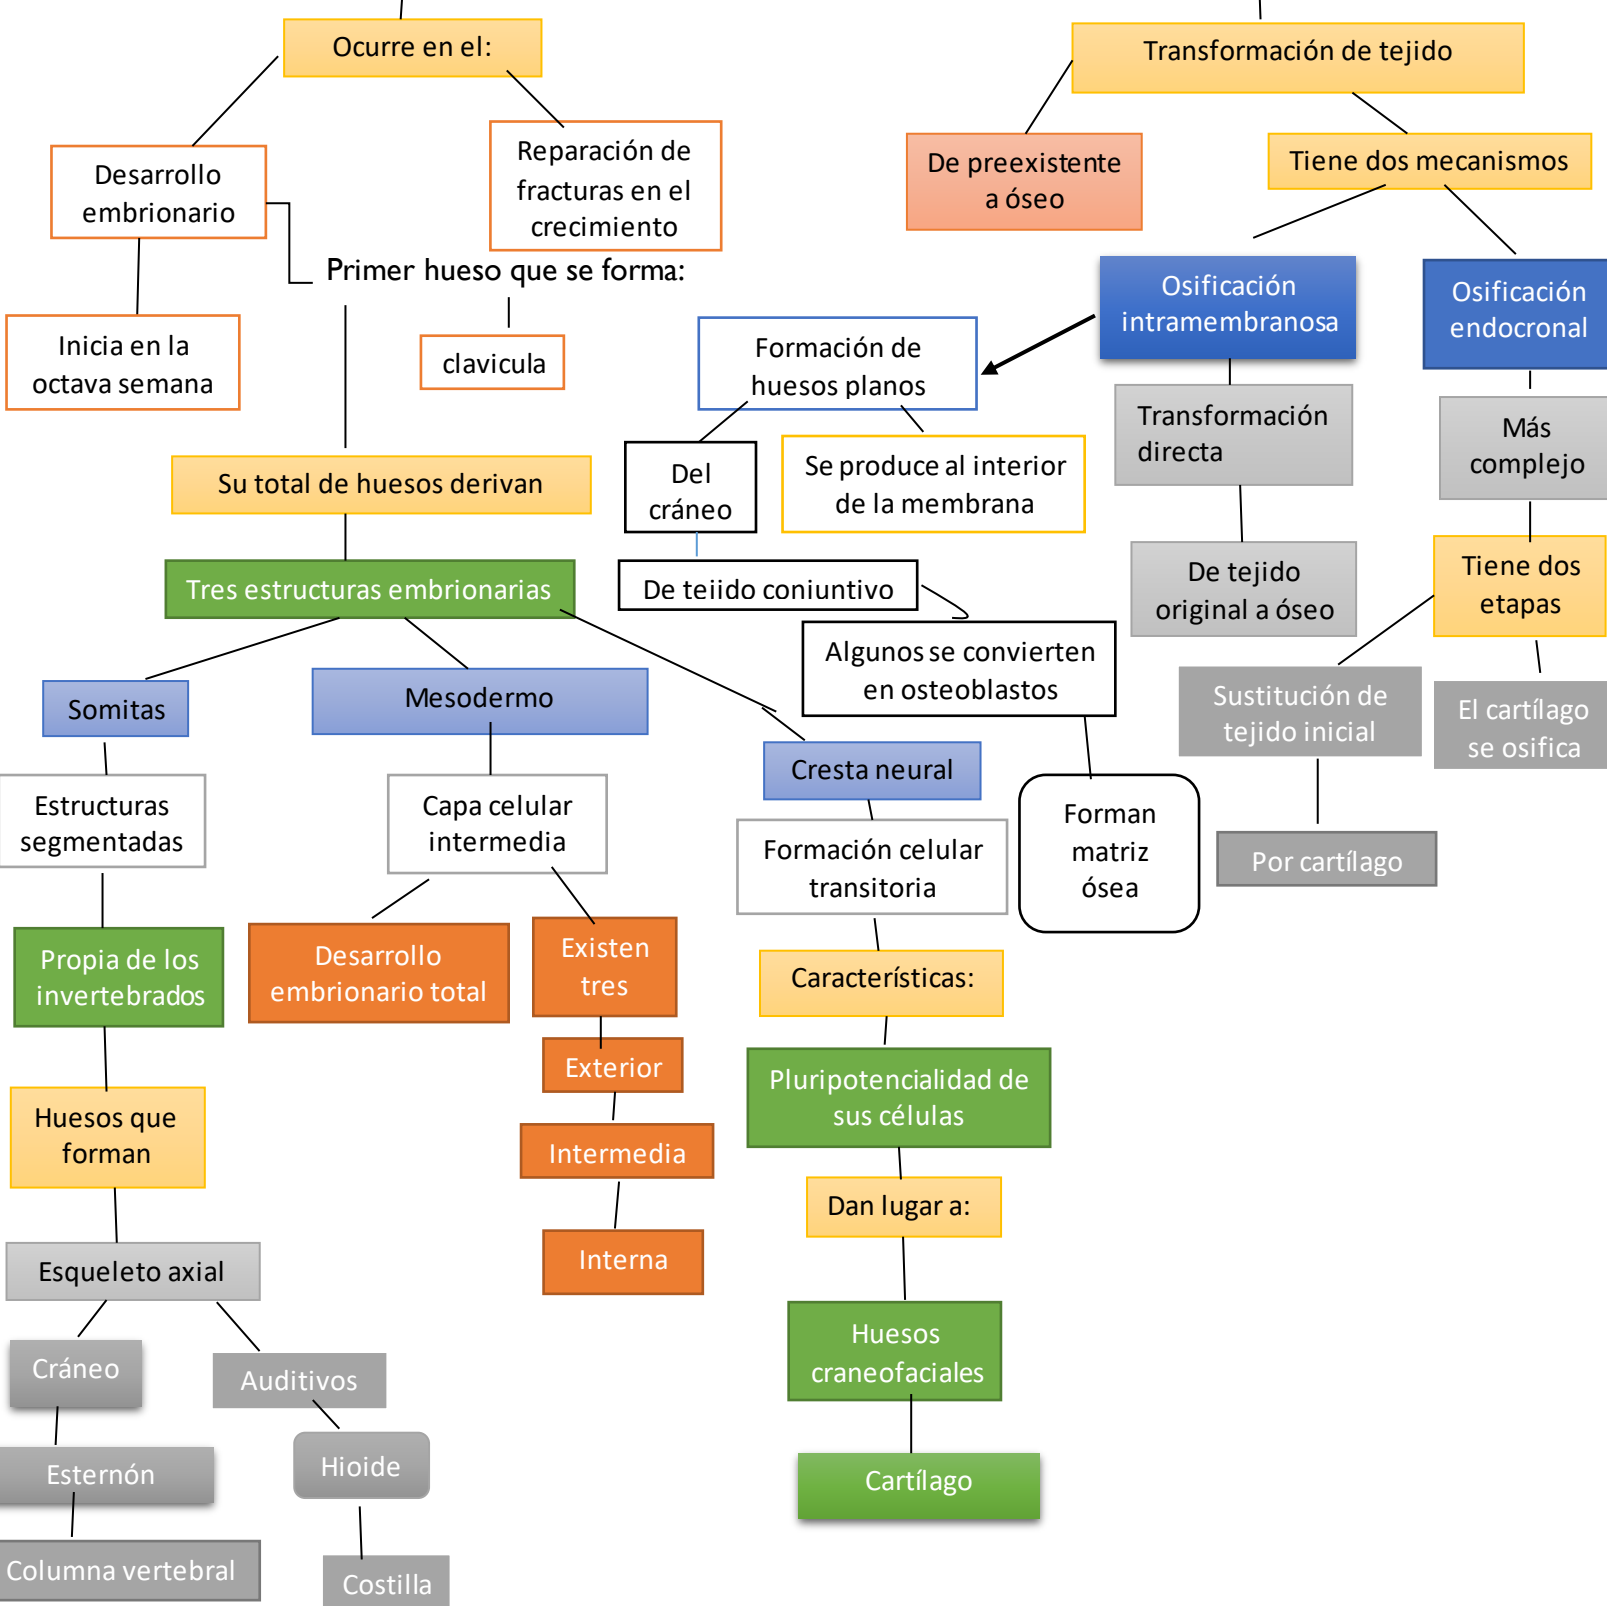 Ocurre en el:
Transformación de tejido
Desarrollo
embrionario
Reparación de
fracturas en el
crecimiento
De preexistente
a óseo
Tiene dos mecanismos
Primer hueso que se forma:
Inicia en la
octava semana
clavicula
Formación de
huesos planos
Osificación
intramembranosa
Osificación
endocronal
Transformación
directa
Más
complejo
Su total de huesos derivan
Del
cráneo
Se produce al interior
de la membrana
Tres estructuras embrionarias
De tejido conjuntivo
De tejido
original a óseo
Tiene dos
etapas
Algunos se convierten
en osteoblastos
Somitas
Mesodermo
Cresta neural
Sustitución de
tejido inicial
El cartílago
se osifica
Estructuras
segmentadas
Capa celular
intermedia
Formación celular
transitoria
Forman
matriz
ósea
Por cartílago
Propia de los
invertebrados
Desarrollo
embrionario total
Existen
tres
Características:
Exterior
Pluripotencialidad de
sus células
Huesos que
forman
Intermedia
Dan lugar a:
Esqueleto axial
Interna
Cráneo
Auditivos
Huesos
craneofaciales
Esternón
Hioide
Cartílago
Columna vertebral
Costilla